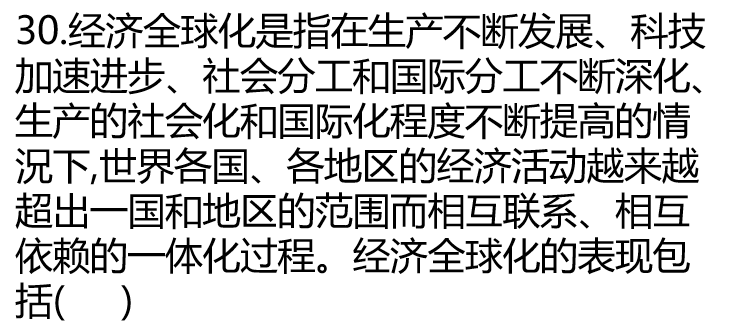 30.经济全球化是指在生产不断发展、科技
加速进步、社会分工和国际分工不断深化、
生产的社会化和国际化程度不断提高的情
况下,世界各国、各地区的经济活动越来越
超出一国和地区的范围而相互联系、相互
依赖的一体化过程。经济全球化的表现包
括(　)